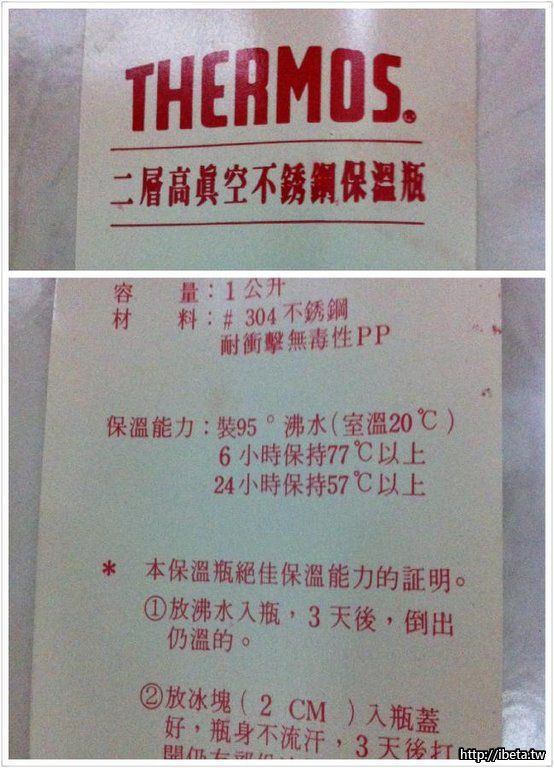 THERMOS.®
二層高眞空不銹鋼保溫瓶
容　　量：1公升
材　　料：# 304不銹鋼
耐衝擊無毒性PP
保溫能力：裝95°沸水(室溫20℃)
6小時保持77℃以上
24小時保持57℃以上
* 本保溫瓶絕佳保溫能力的証明。
①放沸水入瓶，3天後，倒出
仍溫的。
②放冰塊( 2 CM )入瓶蓋
好，瓶身不流汗，3天後打
開仍有部份
http://ibeta.tw